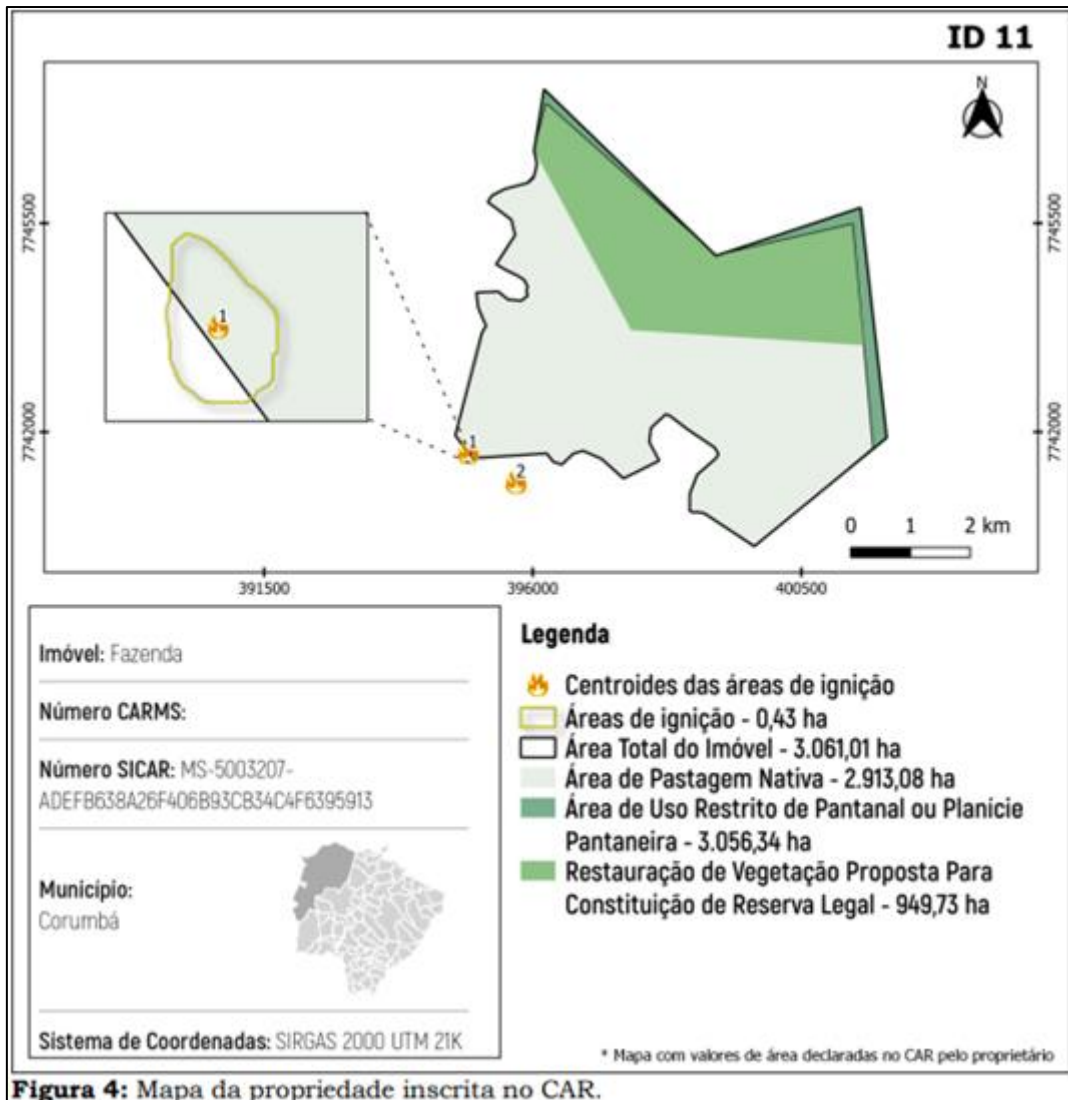 ID 11
N
7745500
7745500
7742000
7742000
1
1
2
0 1 2 km
391500
396000
400500
Imóvel: Fazenda
Número CARMS:
Número SICAR: MS-5003207-
ADEFB638A26F406B93CB34C4F6395913
Município:
Corumbá
Sistema de Coordenadas: SIRGAS 2000 UTM 21K
Legenda
Centroides das áreas de ignição
Áreas de ignição - 0,43 ha
Área Total do Imóvel - 3.061,01 ha
Área de Pastagem Nativa - 2.913,08 ha
Área de Uso Restrito de Pantanal ou Planície
Pantaneira - 3.056,34 ha
Restauração de Vegetação Proposta Para
Constituição de Reserva Legal - 949,73 ha
* Mapa com valores de área declaradas no CAR pelo proprietário
Figura 4: Mapa da propriedade inscrita no CAR.